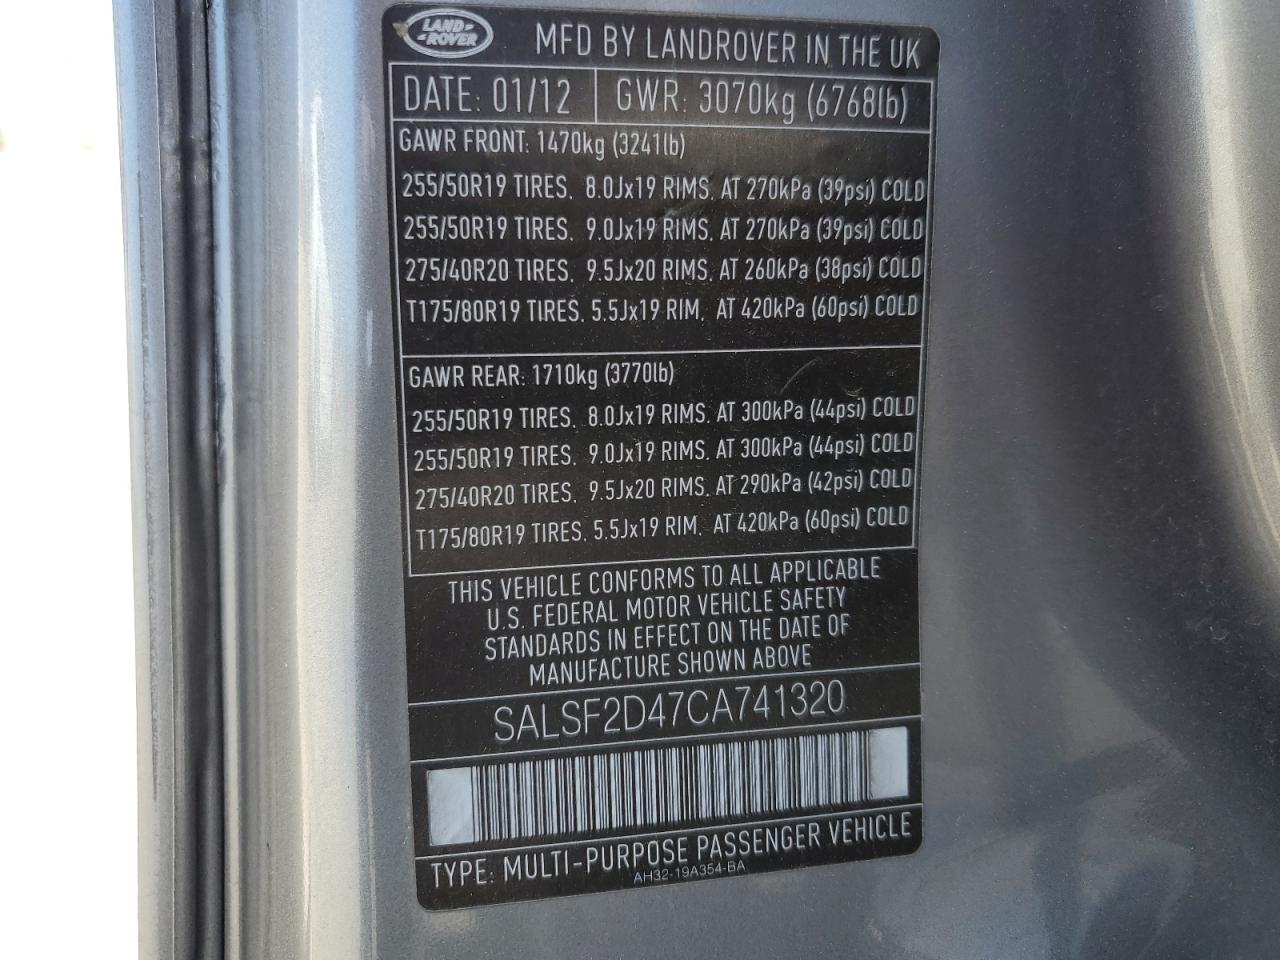 LAND-
-ROVER
MFD BY LANDROVER IN THE UK
DATE: 01/12 GWR: 3070kg (6768lb)
GAWR FRONT: 1470kg (3241lb)
255/50R19 TIRES, 8.0Jx19 RIMS, AT 270kPa (39psi) COLD
255/50R19 TIRES, 9.0Jx19 RIMS, AT 270kPa (39psi) COLD
275/40R20 TIRES, 9.5Jx20 RIMS, AT 260kPa (38psi) COLD
T175/80R19 TIRES, 5.5Jx19 RIM, AT 420kPa (60psi) COLD
GAWR REAR: 1710kg (3770lb)
255/50R19 TIRES, 8.0Jx19 RIMS, AT 300kPa (44psi) COLD
255/50R19 TIRES, 9.0Jx19 RIMS, AT 300kPa (44psi) COLD
275/40R20 TIRES, 9.5Jx20 RIMS, AT 290kPa (42psi) COLD
T175/80R19 TIRES, 5.5Jx19 RIM, AT 420kPa (60psi) COLD
THIS VEHICLE CONFORMS TO ALL APPLICABLE
U.S. FEDERAL MOTOR VEHICLE SAFETY
STANDARDS IN EFFECT ON THE DATE OF
MANUFACTURE SHOWN ABOVE
SALSF2D47CA741320
TYPE: MULTI-PURPOSE PASSENGER VEHICLE
AH32-19A354-BA